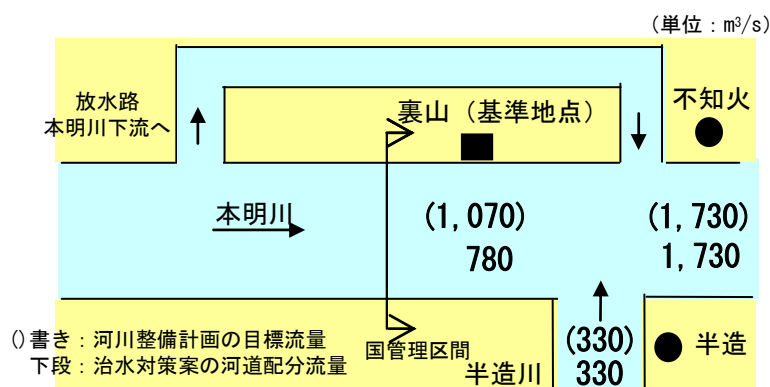 （単位：m³/s）
放水路
本明川下流へ
裏山（基準地点）
不知火
本明川
(1,070)
780
(1,730)
1,730
()書き：河川整備計画の目標流量
下段：治水対策案の河道配分流量
国管理区間
半造川
(330)
330
半造